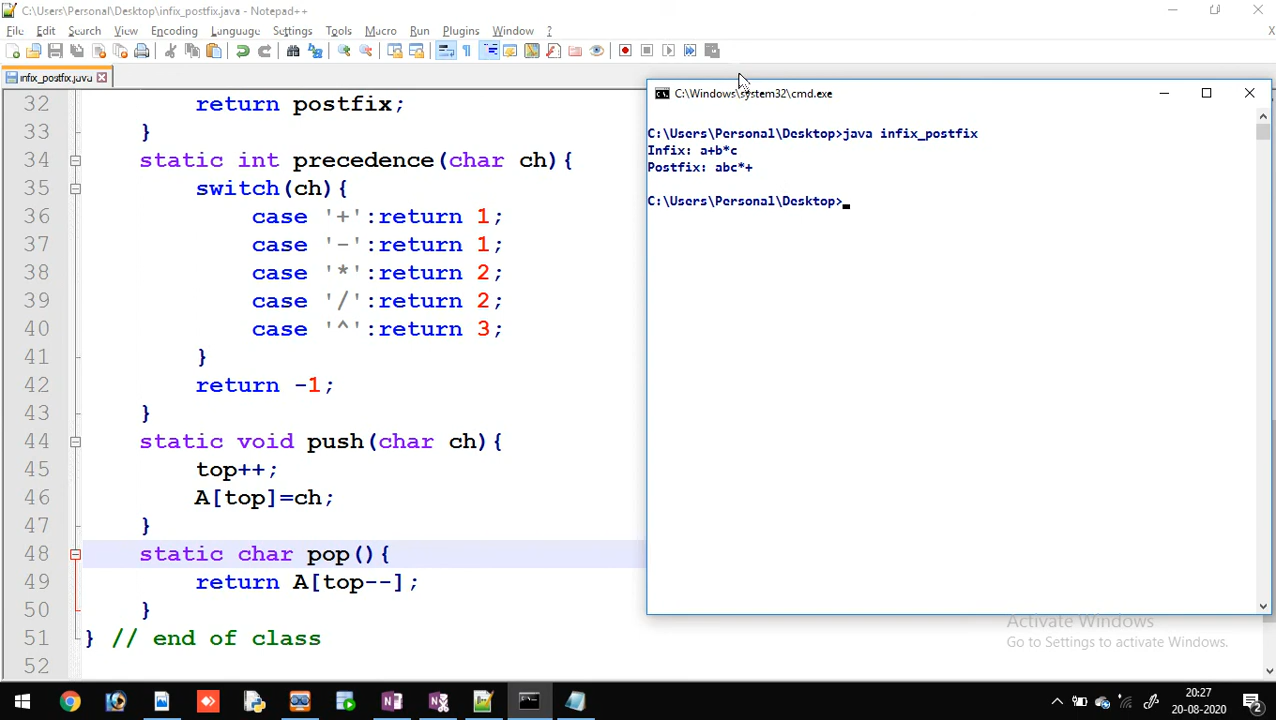 C:\Users\Personal\Desktop\infix_postfix.java - Notepad++
File Edit Search View Encoding Language Settings Tools Macro Run Plugins Window ?
infix_postfix.java
32 return postfix;
33 }
34 static int precedence(char ch){
35 switch(ch){
36 case '+':return 1;
37 case '-':return 1;
38 case '*':return 2;
39 case '/':return 2;
40 case '^':return 3;
41 }
42 return -1;
43 }
44 static void push(char ch){
45 top++;
46 A[top]=ch;
47 }
48 static char pop(){
49 return A[top--];
50 }
51 } // end of class
52
C:\Windows\system32\cmd.exe
C:\Users\Personal\Desktop>java infix_postfix
Infix: a+b*c
Postfix: abc*+
C:\Users\Personal\Desktop>
Activate Windows
Go to Settings to activate Windows.
20:27
20-08-2020
2